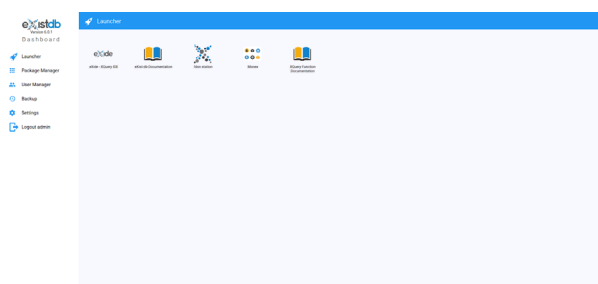 eXistdb
Version 6.0.1
Dashboard
Launcher
Package Manager
User Manager
Backup
Settings
Logout admin
Launcher
eXide
eXide - XQuery IDE
eXist-db Documentation
Monex
XQuery Function
Documentation